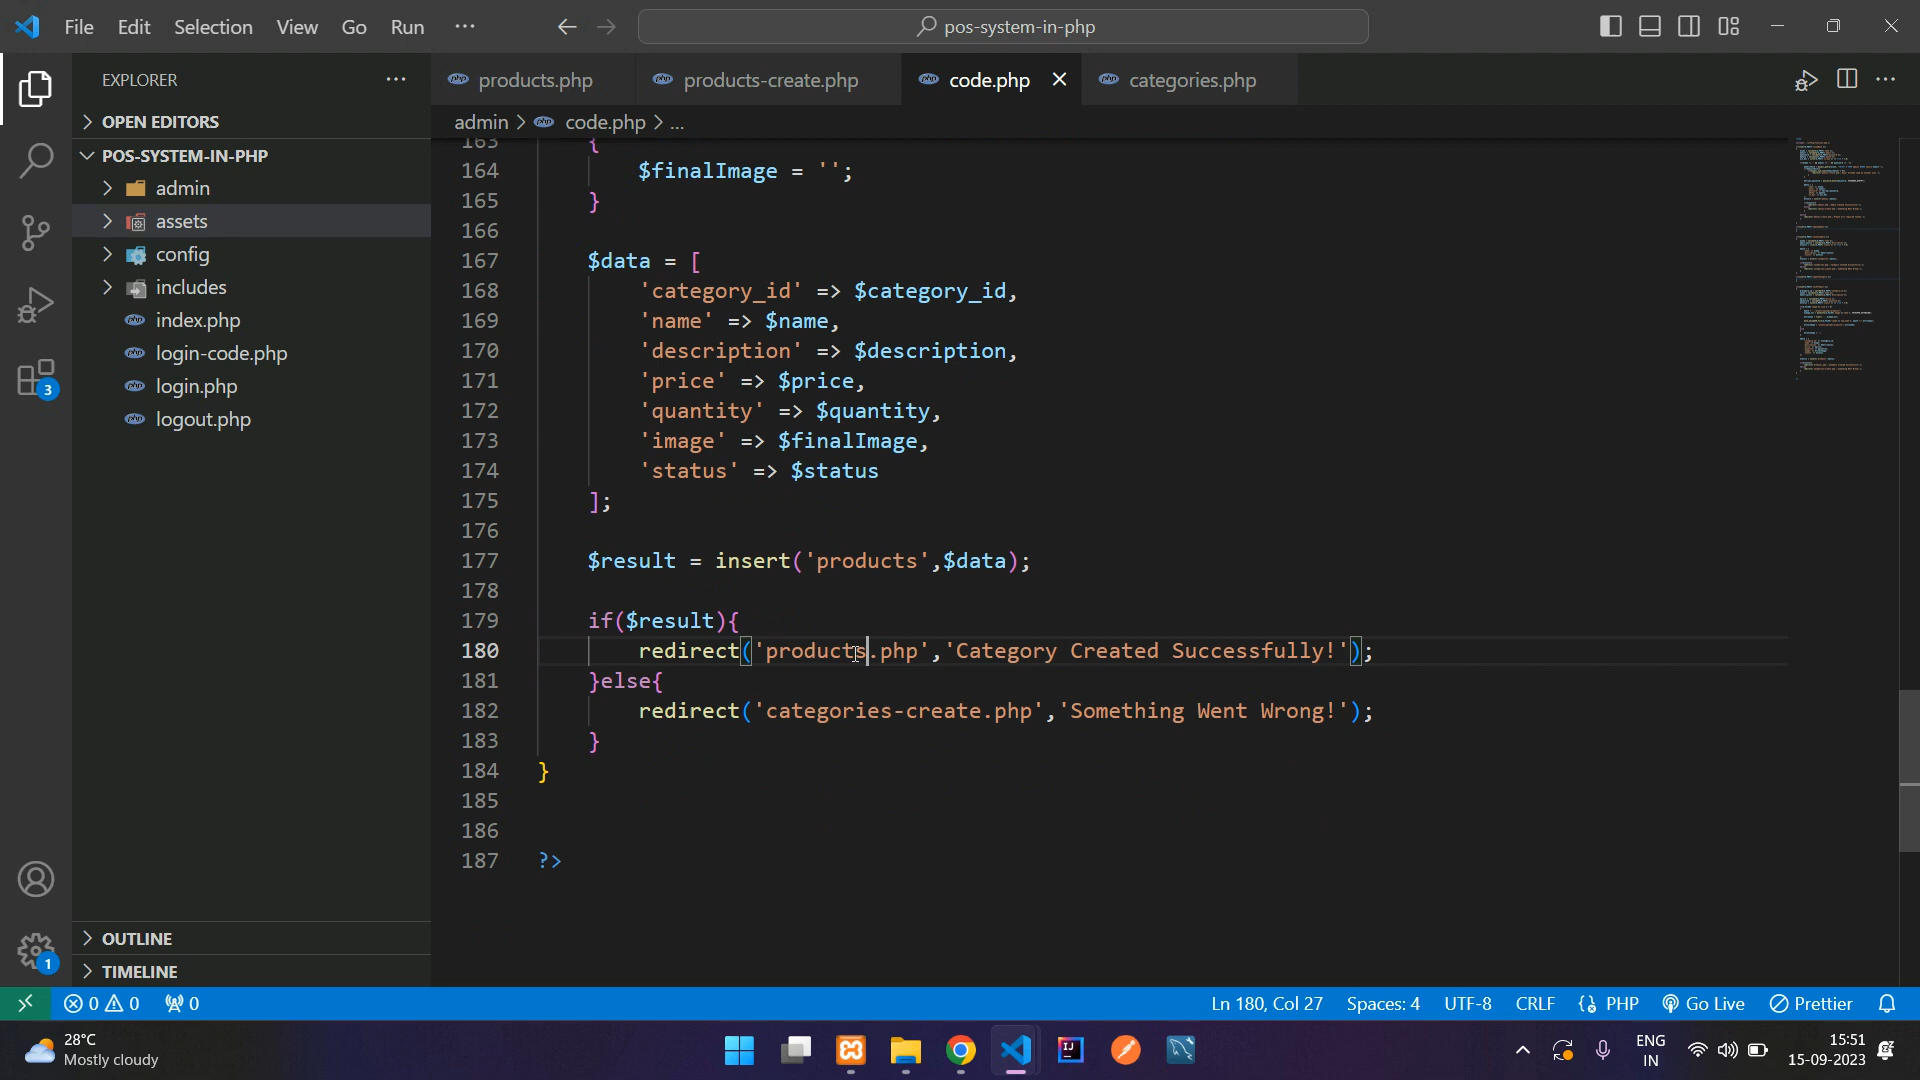 File Edit Selection View Go Run ···
pos-system-in-php
EXPLORER ···
OPEN EDITORS
POS-SYSTEM-IN-PHP
admin
assets
config
includes
index.php
login-code.php
login.php
logout.php
OUTLINE
TIMELINE
products.php products-create.php code.php categories.php
admin > code.php > ...
163 {
164 $finalImage = '';
165 }
166
167 $data = [
168 'category_id' => $category_id,
169 'name' => $name,
170 'description' => $description,
171 'price' => $price,
172 'quantity' => $quantity,
173 'image' => $finalImage,
174 'status' => $status
175 ];
176
177 $result = insert('products',$data);
178
179 if($result){
180 redirect('products.php','Category Created Successfully!');
181 }else{
182 redirect('categories-create.php','Something Went Wrong!');
183 }
184 }
185
186
187 ?>
3
1
0 0 0 Ln 180, Col 27 Spaces: 4 UTF-8 CRLF {} PHP Go Live Prettier
28°C
Mostly cloudy
ENG
IN
15:51
15-09-2023